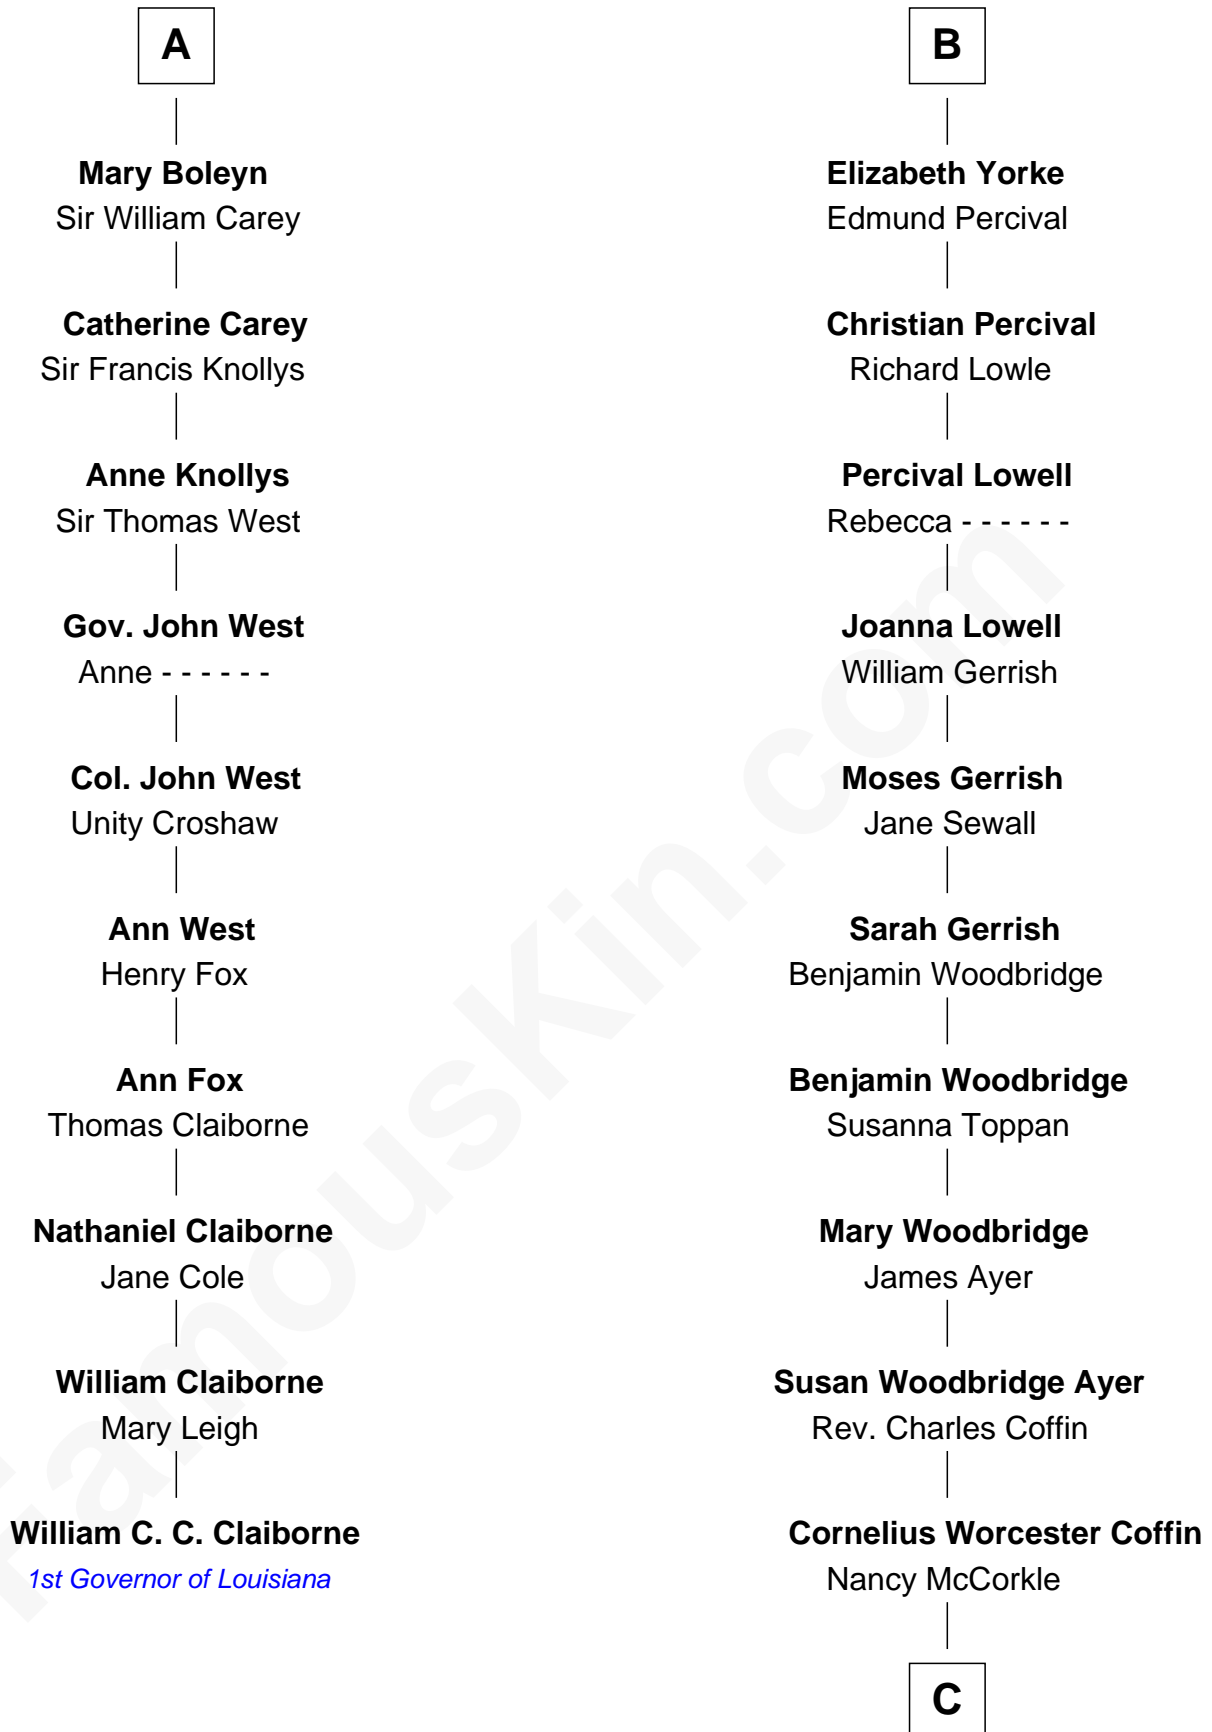 A
Mary Boleyn
Sir William Carey
Catherine Carey
Sir Francis Knollys
Anne Knollys
Sir Thomas West
Gov. John West
Anne - - - - - -
Col. John West
Unity Croshaw
Ann West
Henry Fox
Ann Fox
Thomas Claiborne
Nathaniel Claiborne
Jane Cole
William Claiborne
Mary Leigh
William C. C. Claiborne
1st Governor of Louisiana
B
Elizabeth Yorke
Edmund Percival
Christian Percival
Richard Lowle
Percival Lowell
Rebecca - - - - - -
Joanna Lowell
William Gerrish
Moses Gerrish
Jane Sewall
Sarah Gerrish
Benjamin Woodbridge
Benjamin Woodbridge
Susanna Toppan
Mary Woodbridge
James Ayer
Susan Woodbridge Ayer
Rev. Charles Coffin
Cornelius Worcester Coffin
Nancy McCorkle
C
FamousKin.com